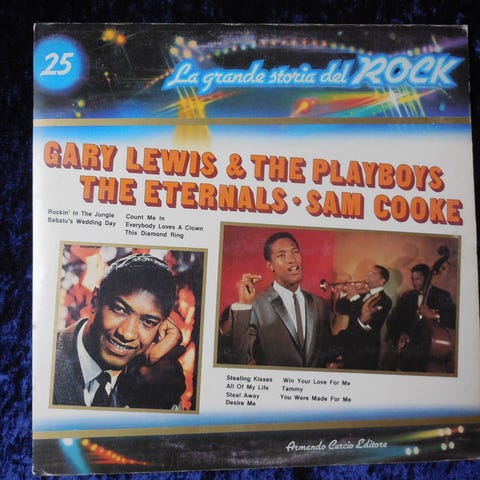 25
La grande storia del ROCK
GARY LEWIS & THE PLAYBOYS
THE ETERNALS • SAM COOKE
Rockin' In The Jungle
Babalu's Wedding Day
Count Me In
Everybody Loves A Clown
This Diamond Ring
Stealing Kisses
All Of My Life
Steal Away
Desire Me
Win Your Love For Me
Tammy
You Were Made For Me
Armando Curcio Editore